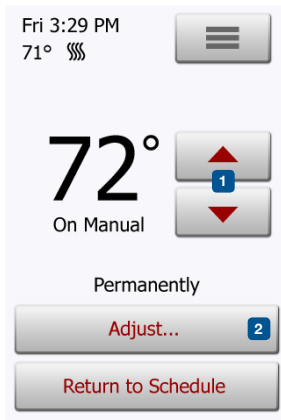 Fri 3:29 PM
71°
72°
1
On Manual
Permanently
Adjust...
2
Return to Schedule